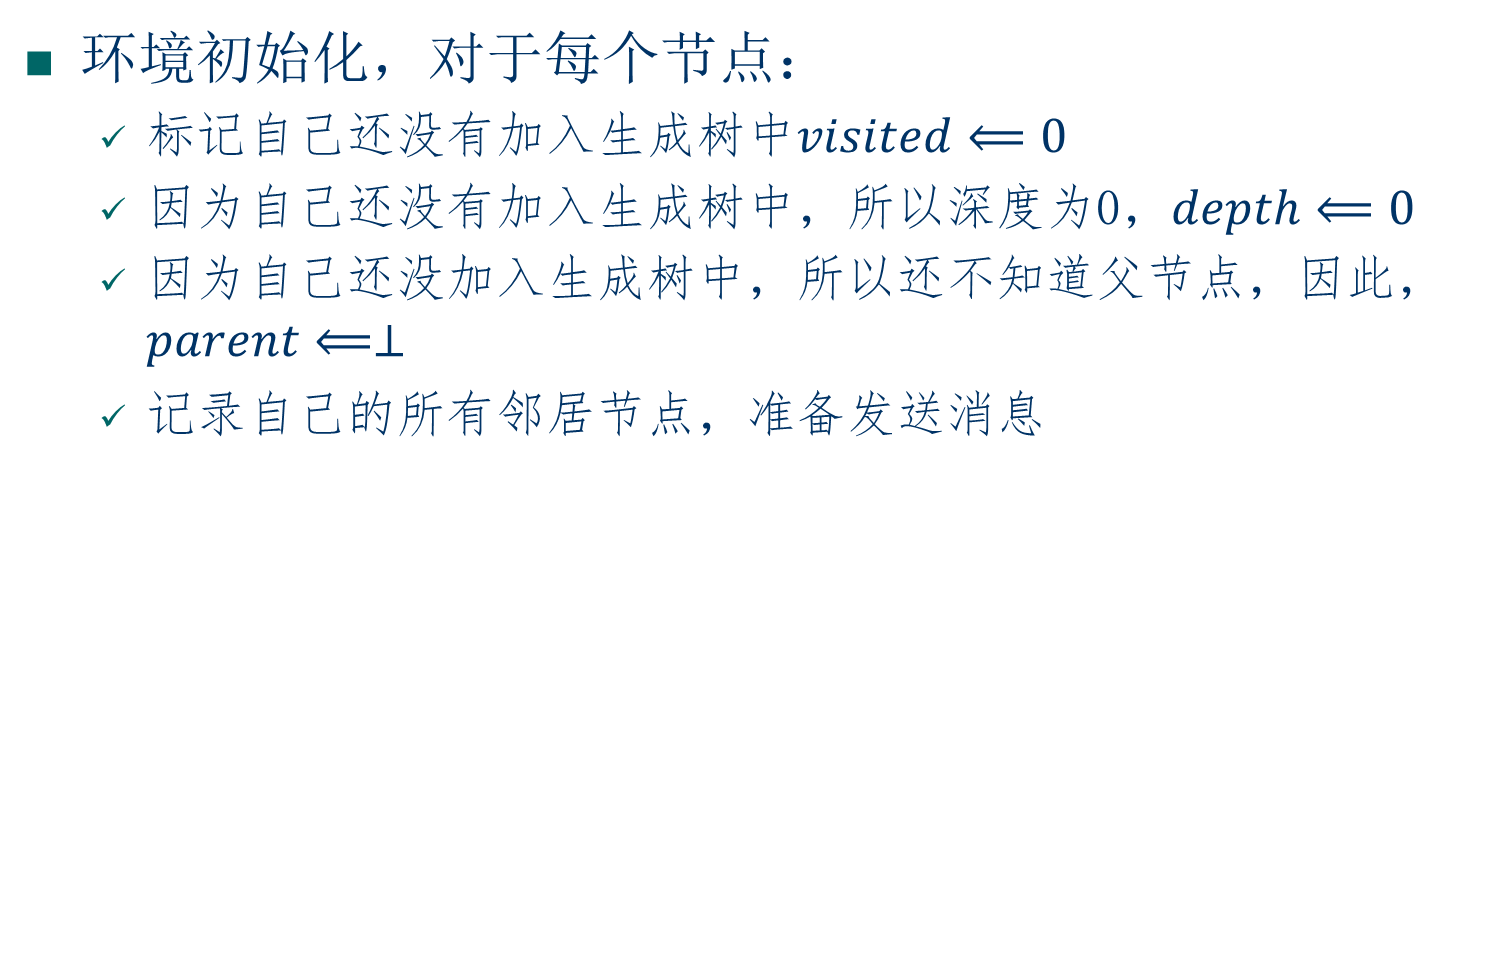 ■ 环境初始化，对于每个节点：
✓ 标记自己还没有加入生成树中visited ⟸ 0
✓ 因为自己还没有加入生成树中，所以深度为0，depth ⟸ 0
✓ 因为自己还没加入生成树中，所以还不知道父节点，因此，
parent ⟸⊥
✓ 记录自己的所有邻居节点，准备发送消息